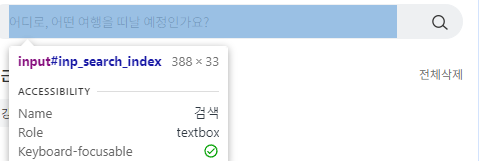 어디로, 어떤 여행을 떠날 예정인가요?
input#inp_search_index 388 × 33
전체삭제
ACCESSIBILITY
Name 검색
Role textbox
Keyboard-focusable